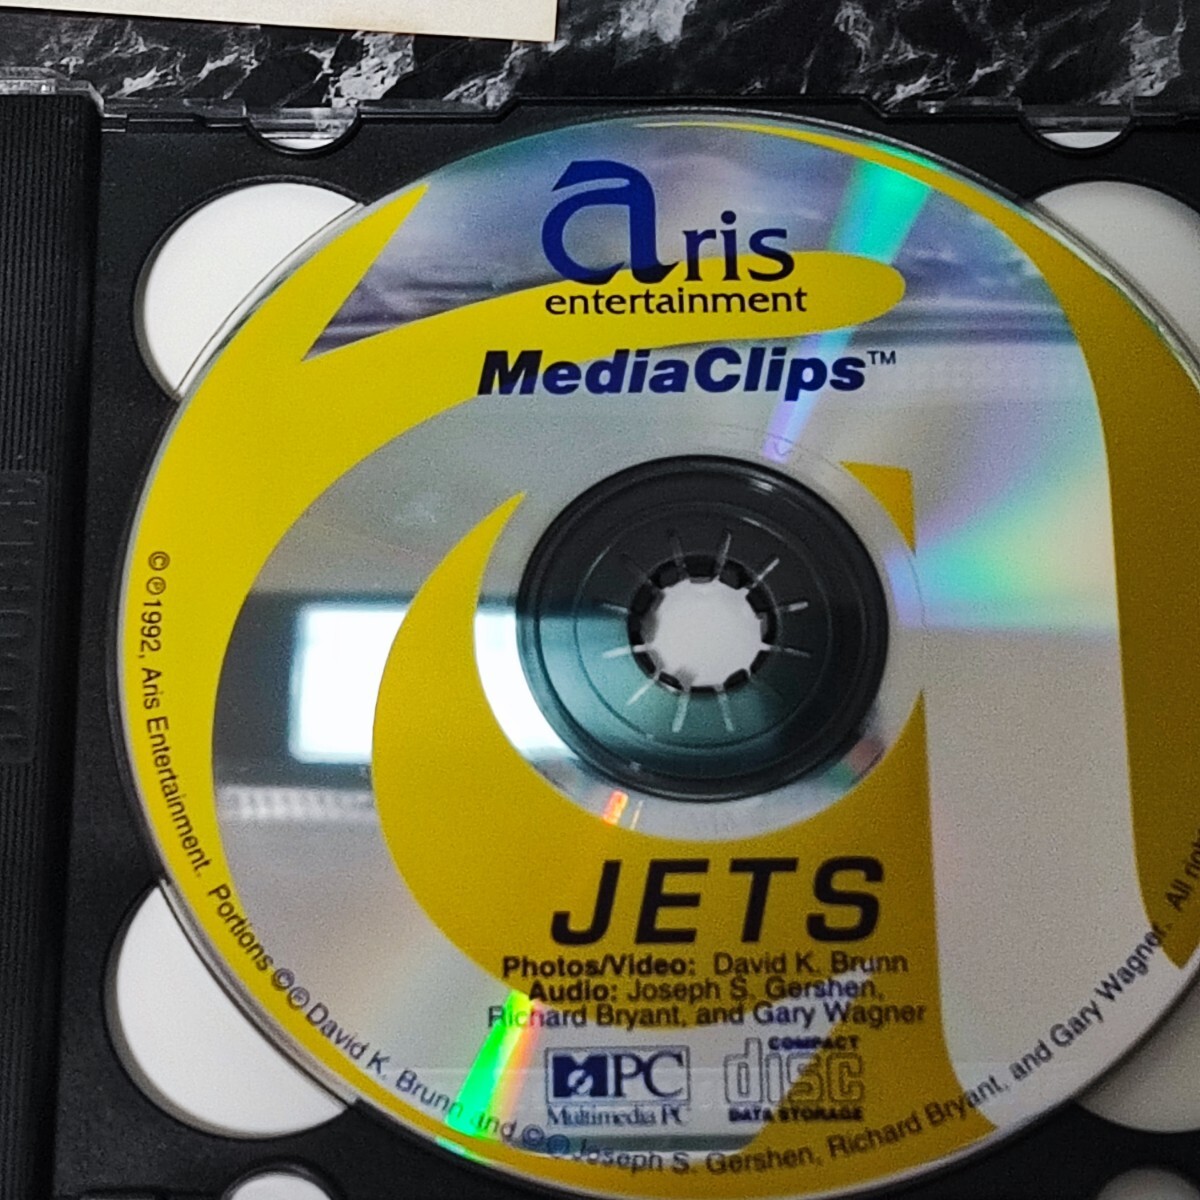 aris
entertainment
MediaClips™
JETS
Photos/Video: David K. Brunn
Audio: Joseph S. Gershen,
Richard Bryant, and Gary Wagner
MPC
Multimedia PC
COMPACT
disc
DATA STORAGE
©℗1992, Aris Entertainment. Portions ©℗ David K. Brunn and ©℗ Joseph S. Gershen, Richard Bryant, and Gary Wagner. All